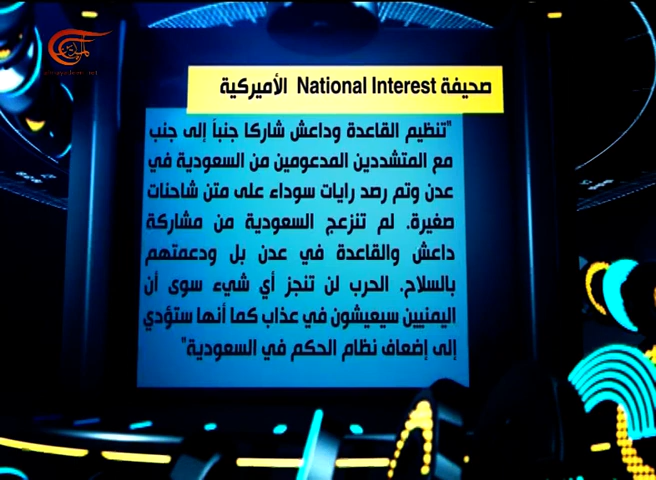 almayadeen.net
صحيفة National Interest الأميركية
"تنظيم القاعدة وداعش شاركا جنباً إلى جنب
مع المتشددين المدعومين من السعودية في
عدن وتم رصد رايات سوداء على متن شاحنات
صغيرة. لم تنزعج السعودية من مشاركة
داعش والقاعدة في عدن بل ودعمتهم
بالسلاح. الحرب لن تنجز أي شيء سوى أن
اليمنيين سيعيشون في عذاب كما أنها ستؤدي
إلى إضعاف نظام الحكم في السعودية"